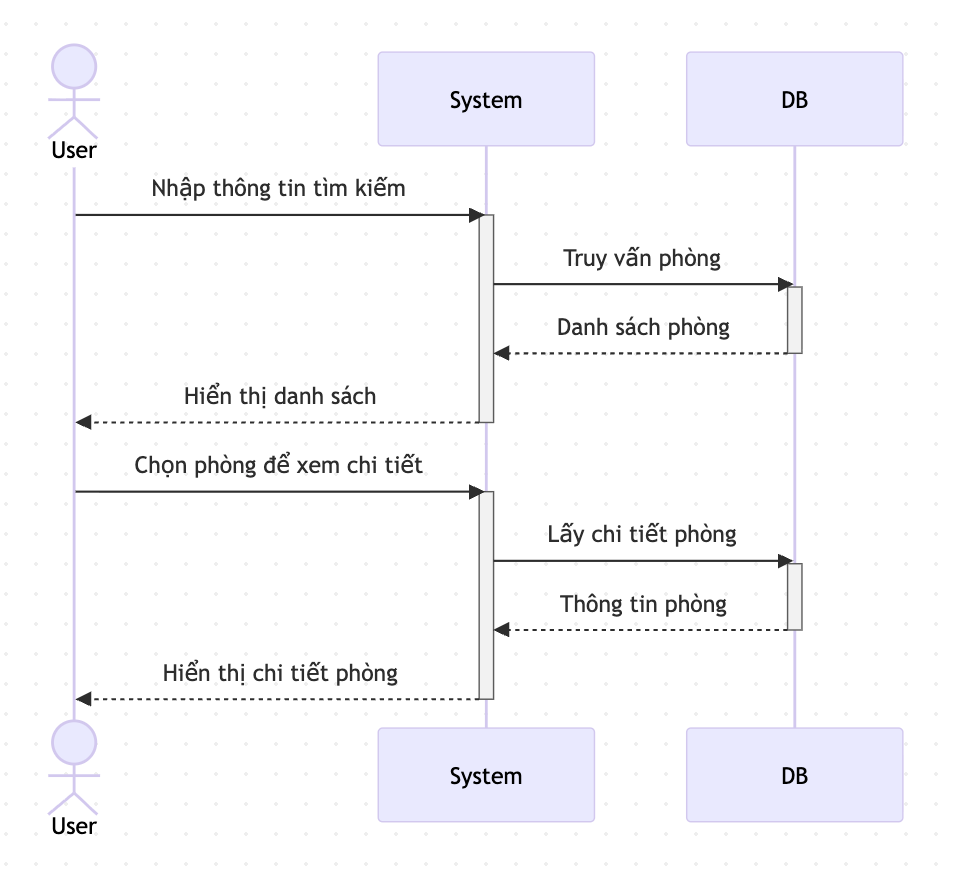 User
System
DB
Nhập thông tin tìm kiếm
Truy vấn phòng
Danh sách phòng
Hiển thị danh sách
Chọn phòng để xem chi tiết
Lấy chi tiết phòng
Thông tin phòng
Hiển thị chi tiết phòng
User
System
DB